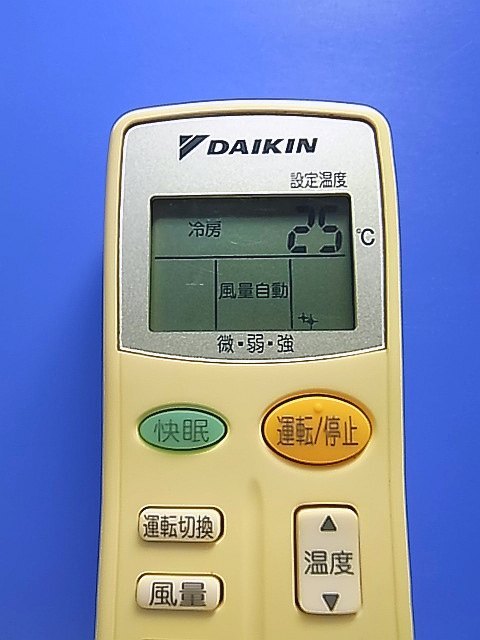 DAIKIN
設定温度
冷房 25 ℃
風量自動
微・弱・強
快眠
運転/停止
運転切換
▲
温度
▼
風量